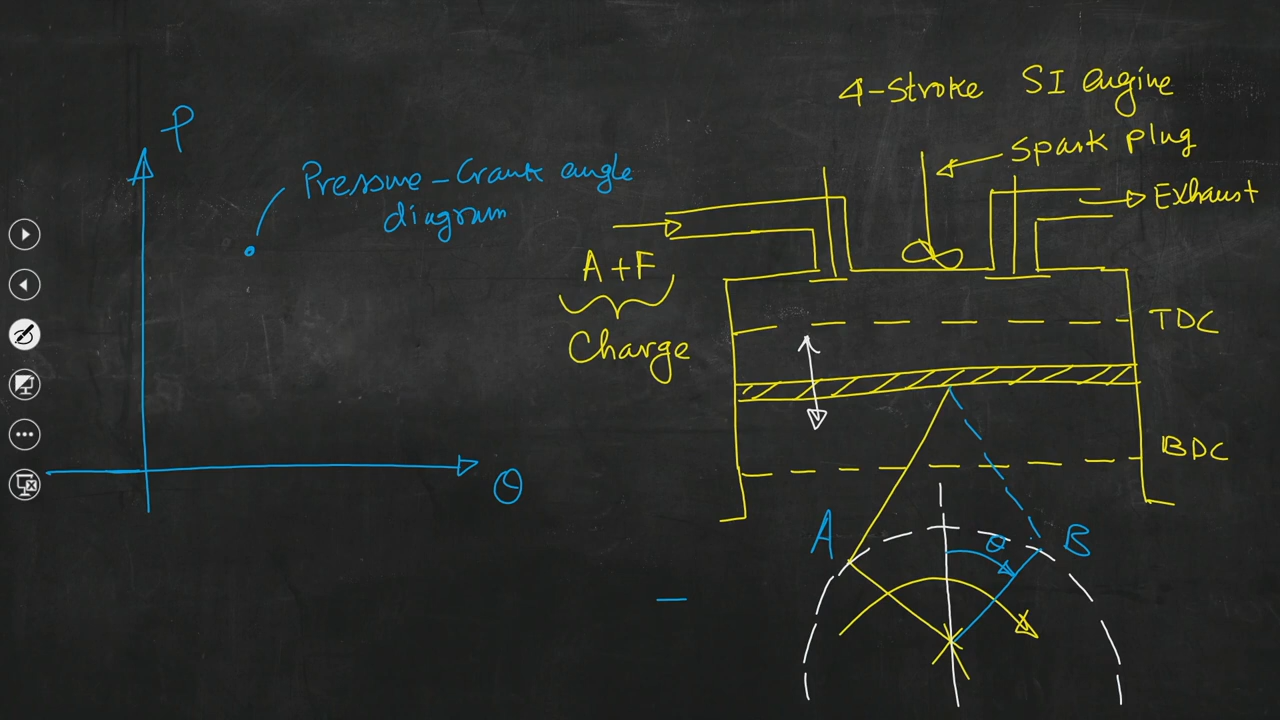 4-Stroke SI engine
P
Spark plug
Pressure-Crank angle
diagram
Exhaust
A+F
Charge
TDC
BDC
θ
A
θ
B